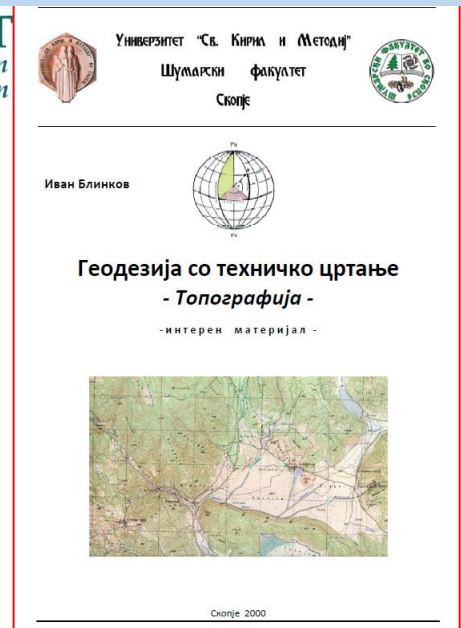 Универзитет "Св. Кирил и Методиј"
Шумарски факултет
Скопје
Иван Блинков
Геодезија со техничко цртање
- Топографија -
-интерен материјал -
Скопје 2000